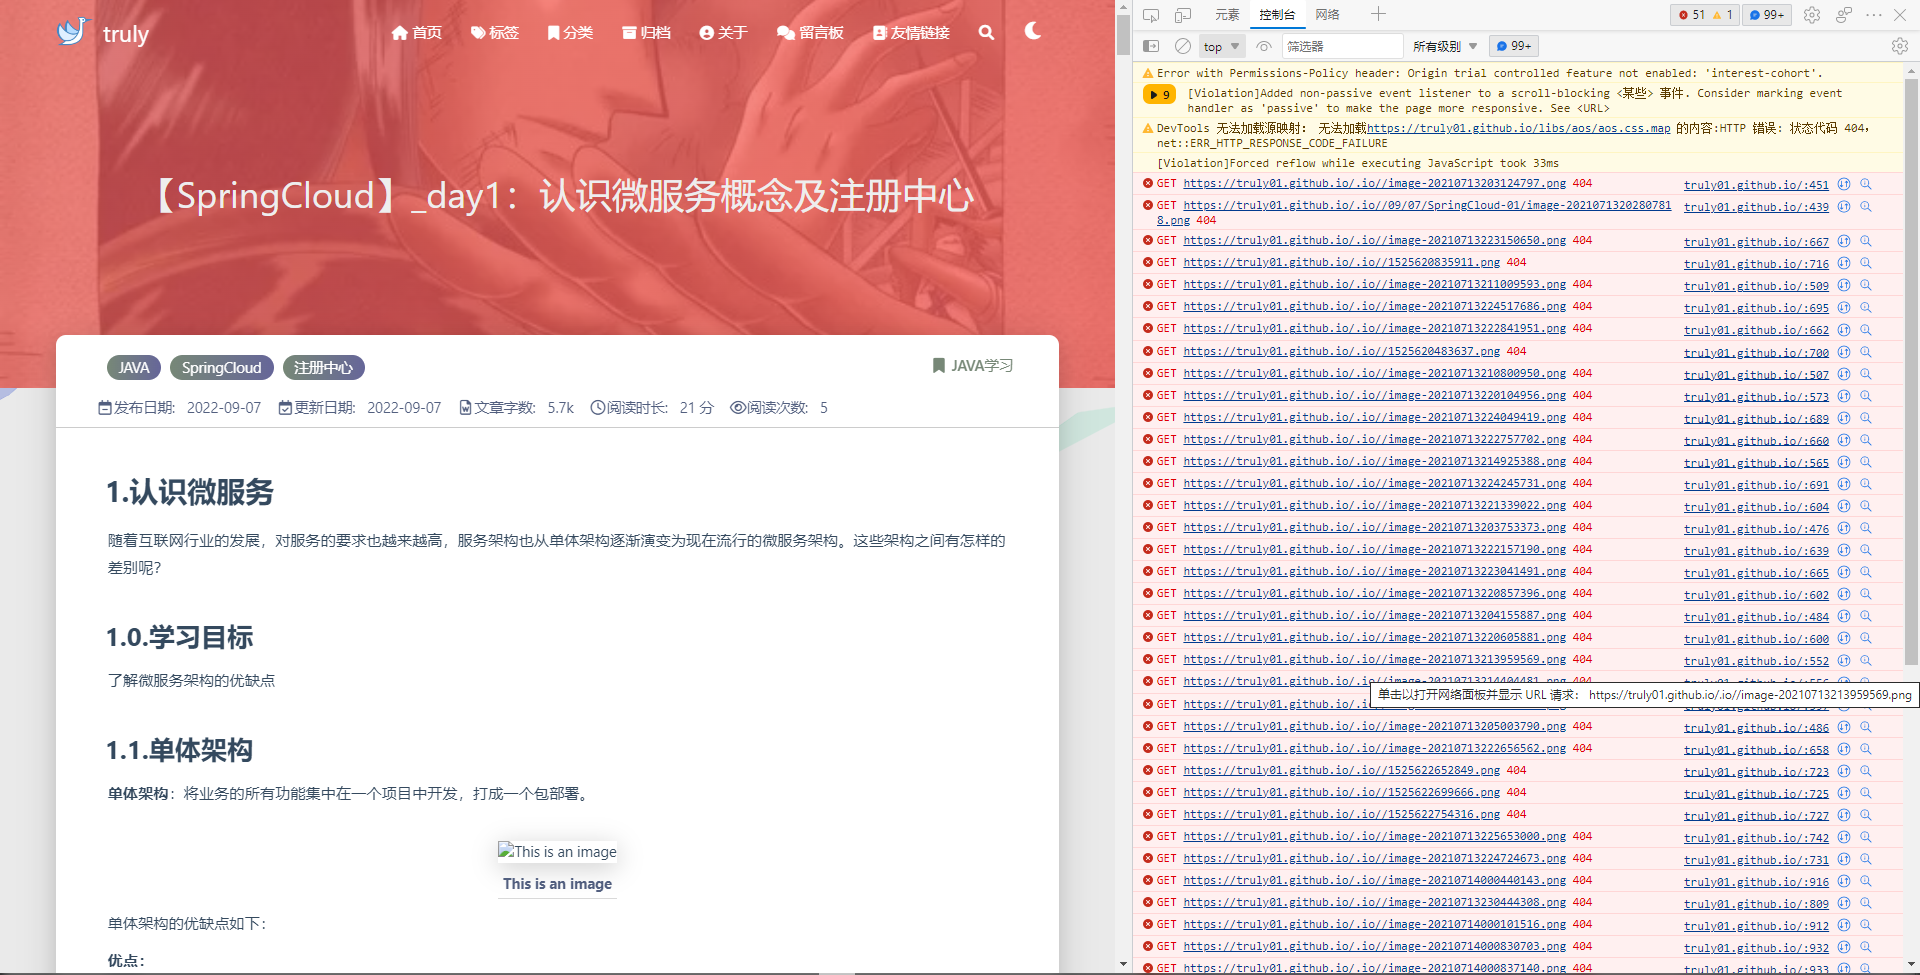 truly
首页 标签 分类 归档 关于 留言板 友情链接
【SpringCloud】_day1：认识微服务概念及注册中心
JAVA SpringCloud 注册中心
JAVA学习
发布日期: 2022-09-07 更新日期: 2022-09-07 文章字数: 5.7k 阅读时长: 21 分 阅读次数: 5
1.认识微服务
随着互联网行业的发展，对服务的要求也越来越高，服务架构也从单体架构逐渐演变为现在流行的微服务架构。这些架构之间有怎样的
差别呢？
1.0.学习目标
了解微服务架构的优缺点
1.1.单体架构
单体架构：将业务的所有功能集中在一个项目中开发，打成一个包部署。
This is an image
This is an image
单体架构的优缺点如下：
优点：
元素 控制台 网络 51 1 99+
top 筛选器 所有级别 99+
Error with Permissions-Policy header: Origin trial controlled feature not enabled: 'interest-cohort'.
9 [Violation]Added non-passive event listener to a scroll-blocking <某些> 事件. Consider marking event
handler as 'passive' to make the page more responsive. See <URL>
DevTools 无法加载源映射: 无法加载https://truly01.github.io/libs/aos/aos.css.map 的内容:HTTP 错误: 状态代码 404,
net::ERR_HTTP_RESPONSE_CODE_FAILURE
[Violation]Forced reflow while executing JavaScript took 33ms
GET https://truly01.github.io/.io//image-20210713203124797.png 404 truly01.github.io/:451
GET https://truly01.github.io/.io//09/07/SpringCloud-01/image-2021071320280781 truly01.github.io/:439
8.png 404
GET https://truly01.github.io/.io//image-20210713223150650.png 404 truly01.github.io/:667
GET https://truly01.github.io/.io//1525620835911.png 404 truly01.github.io/:716
GET https://truly01.github.io/.io//image-20210713211009593.png 404 truly01.github.io/:509
GET https://truly01.github.io/.io//image-20210713224517686.png 404 truly01.github.io/:695
GET https://truly01.github.io/.io//image-20210713222841951.png 404 truly01.github.io/:662
GET https://truly01.github.io/.io//1525620483637.png 404 truly01.github.io/:700
GET https://truly01.github.io/.io//image-20210713210800950.png 404 truly01.github.io/:507
GET https://truly01.github.io/.io//image-20210713220104956.png 404 truly01.github.io/:573
GET https://truly01.github.io/.io//image-20210713224049419.png 404 truly01.github.io/:689
GET https://truly01.github.io/.io//image-20210713222757702.png 404 truly01.github.io/:660
GET https://truly01.github.io/.io//image-20210713214925388.png 404 truly01.github.io/:565
GET https://truly01.github.io/.io//image-20210713224245731.png 404 truly01.github.io/:691
GET https://truly01.github.io/.io//image-20210713221339022.png 404 truly01.github.io/:604
GET https://truly01.github.io/.io//image-20210713203753373.png 404 truly01.github.io/:476
GET https://truly01.github.io/.io//image-20210713222157190.png 404 truly01.github.io/:639
GET https://truly01.github.io/.io//image-20210713223041491.png 404 truly01.github.io/:665
GET https://truly01.github.io/.io//image-20210713220857396.png 404 truly01.github.io/:602
GET https://truly01.github.io/.io//image-20210713204155887.png 404 truly01.github.io/:484
GET https://truly01.github.io/.io//image-20210713220605881.png 404 truly01.github.io/:600
GET https://truly01.github.io/.io//image-20210713213959569.png 404 truly01.github.io/:552
GET https://truly01.github.io/.io//image-20210713214404481.png 404 truly01.github.io/:556
单击以打开网络面板并显示 URL 请求: https://truly01.github.io/.io//image-20210713213959569.png
GET https://truly01.github.io/.io/
GET https://truly01.github.io/.io//image-20210713205003790.png 404 truly01.github.io/:486
GET https://truly01.github.io/.io//image-20210713222656562.png 404 truly01.github.io/:658
GET https://truly01.github.io/.io//1525622652849.png 404 truly01.github.io/:723
GET https://truly01.github.io/.io//1525622699666.png 404 truly01.github.io/:725
GET https://truly01.github.io/.io//1525622754316.png 404 truly01.github.io/:727
GET https://truly01.github.io/.io//image-20210713225653000.png 404 truly01.github.io/:742
GET https://truly01.github.io/.io//image-20210713224724673.png 404 truly01.github.io/:731
GET https://truly01.github.io/.io//image-20210714000440143.png 404 truly01.github.io/:916
GET https://truly01.github.io/.io//image-20210713230444308.png 404 truly01.github.io/:809
GET https://truly01.github.io/.io//image-20210714000101516.png 404 truly01.github.io/:912
GET https://truly01.github.io/.io//image-20210714000830703.png 404 truly01.github.io/:932
GET https://truly01.github.io/.io//image-20210714000837140.png 404 truly01.github.io/:933